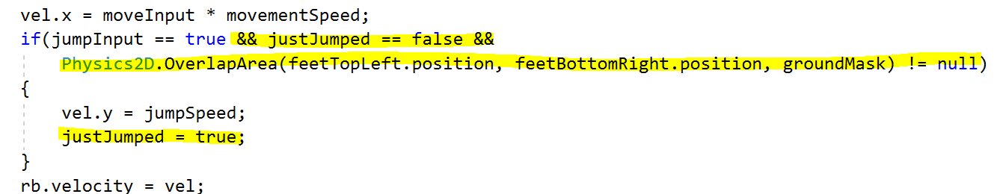 vel.x = moveInput * movementSpeed;
if(jumpInput == true && justJumped == false &&
Physics2D.OverlapArea(feetTopLeft.position, feetBottomRight.position, groundMask) != null)
{
vel.y = jumpSpeed;
justJumped = true;
}
rb.velocity = vel;